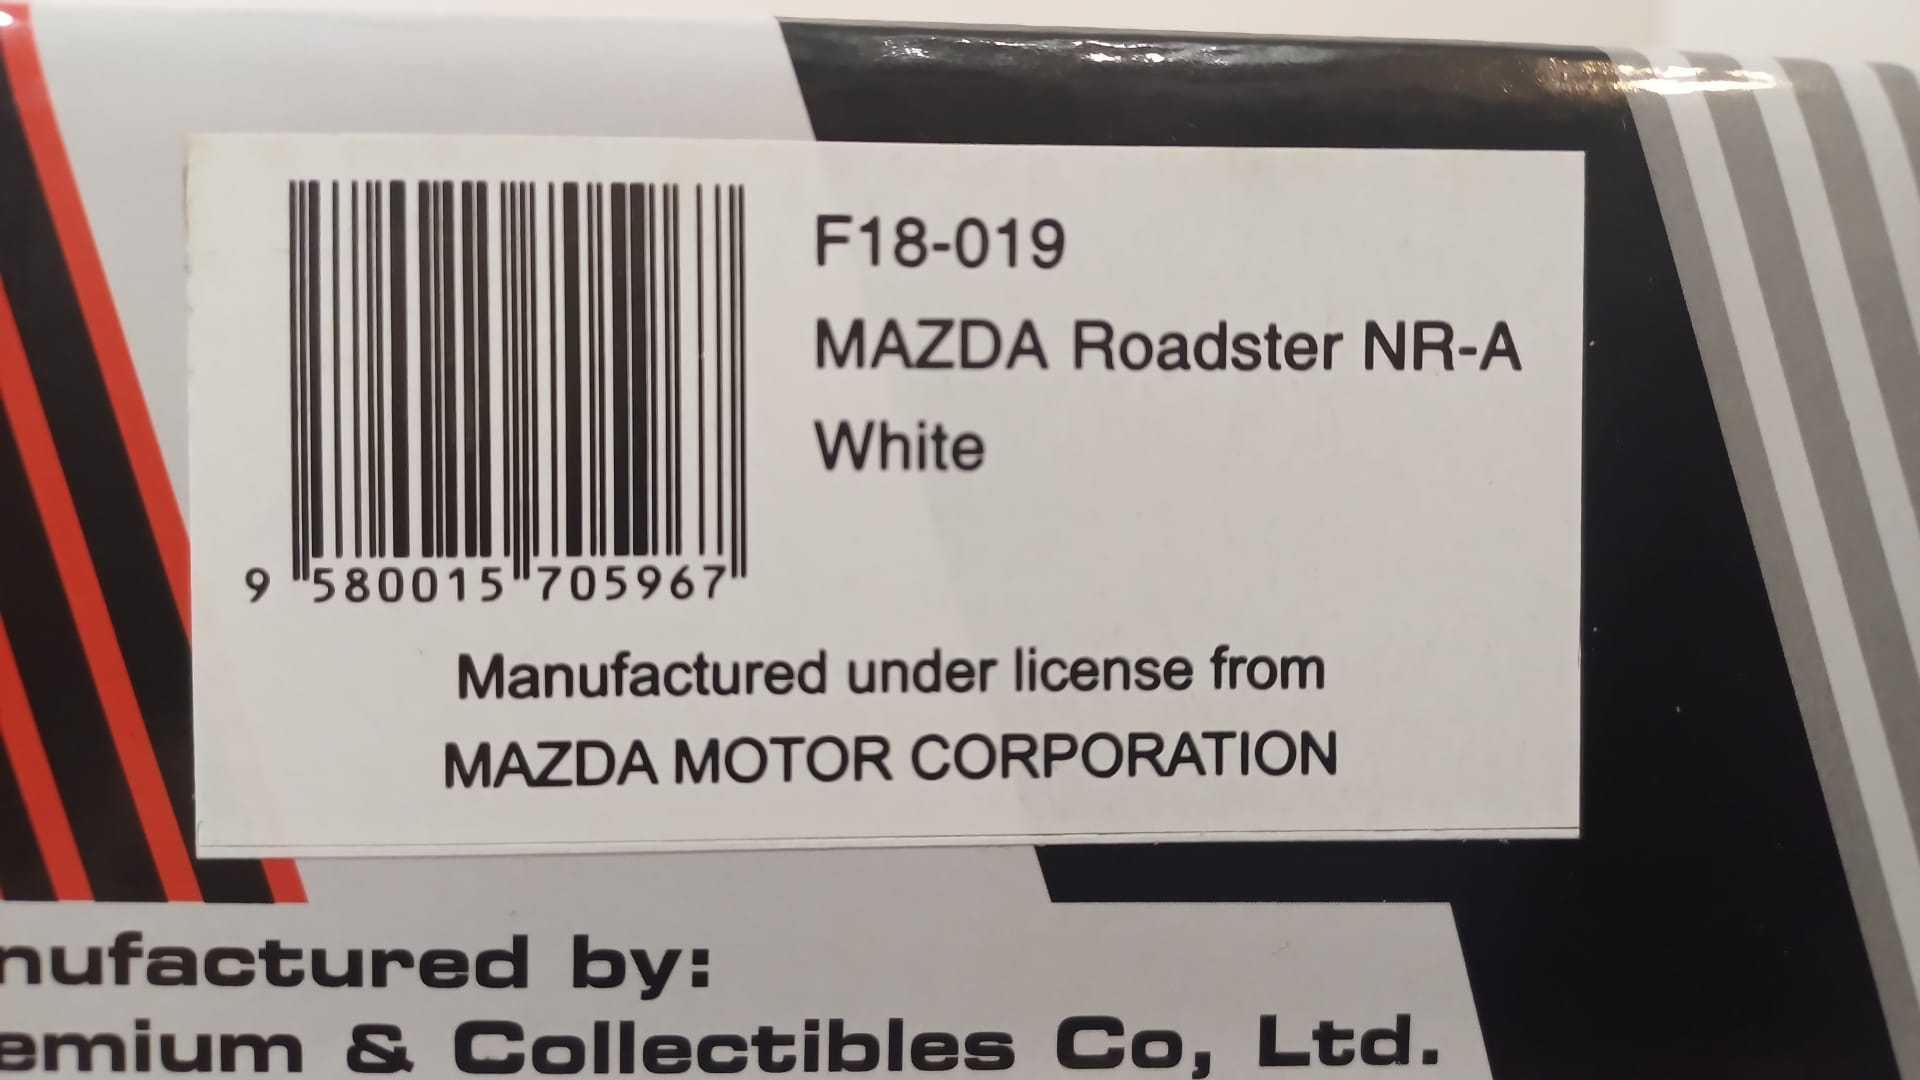 F18-019
MAZDA Roadster NR-A
White
9 580015 705967
Manufactured under license from
MAZDA MOTOR CORPORATION
nufactured by:
emium & Collectibles Co, Ltd.